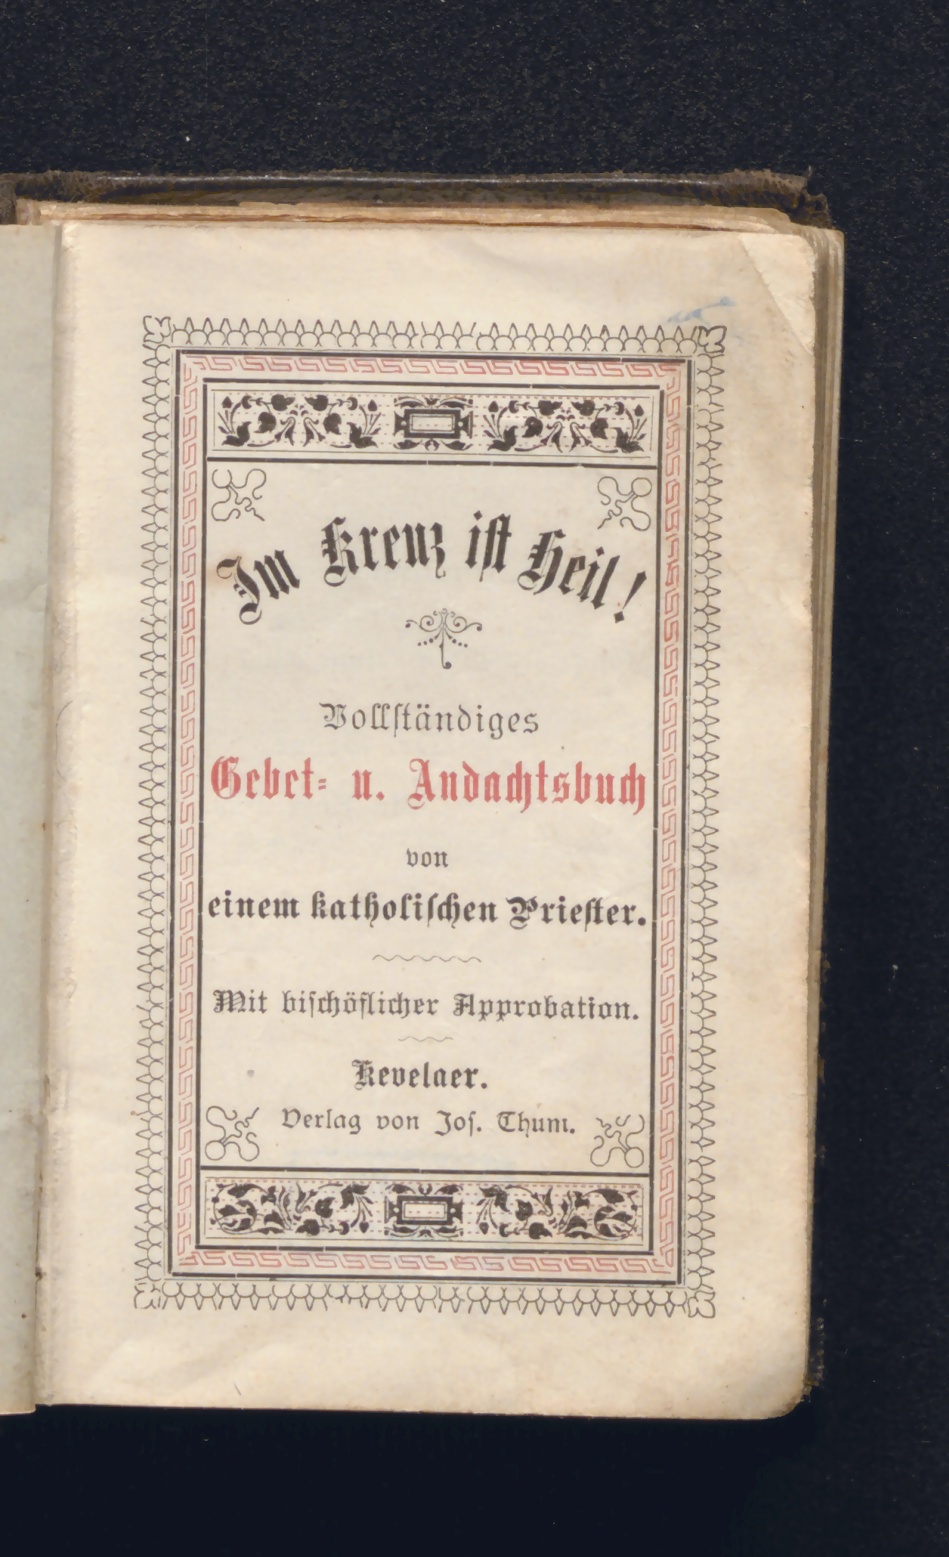 Im Kreuz ist Heil!
Vollständiges
Gebet- u. Andachtsbuch
von
einem katholischen Priester.
Mit bischöflicher Approbation.
Kevelaer.
Verlag von Jos. Thum.